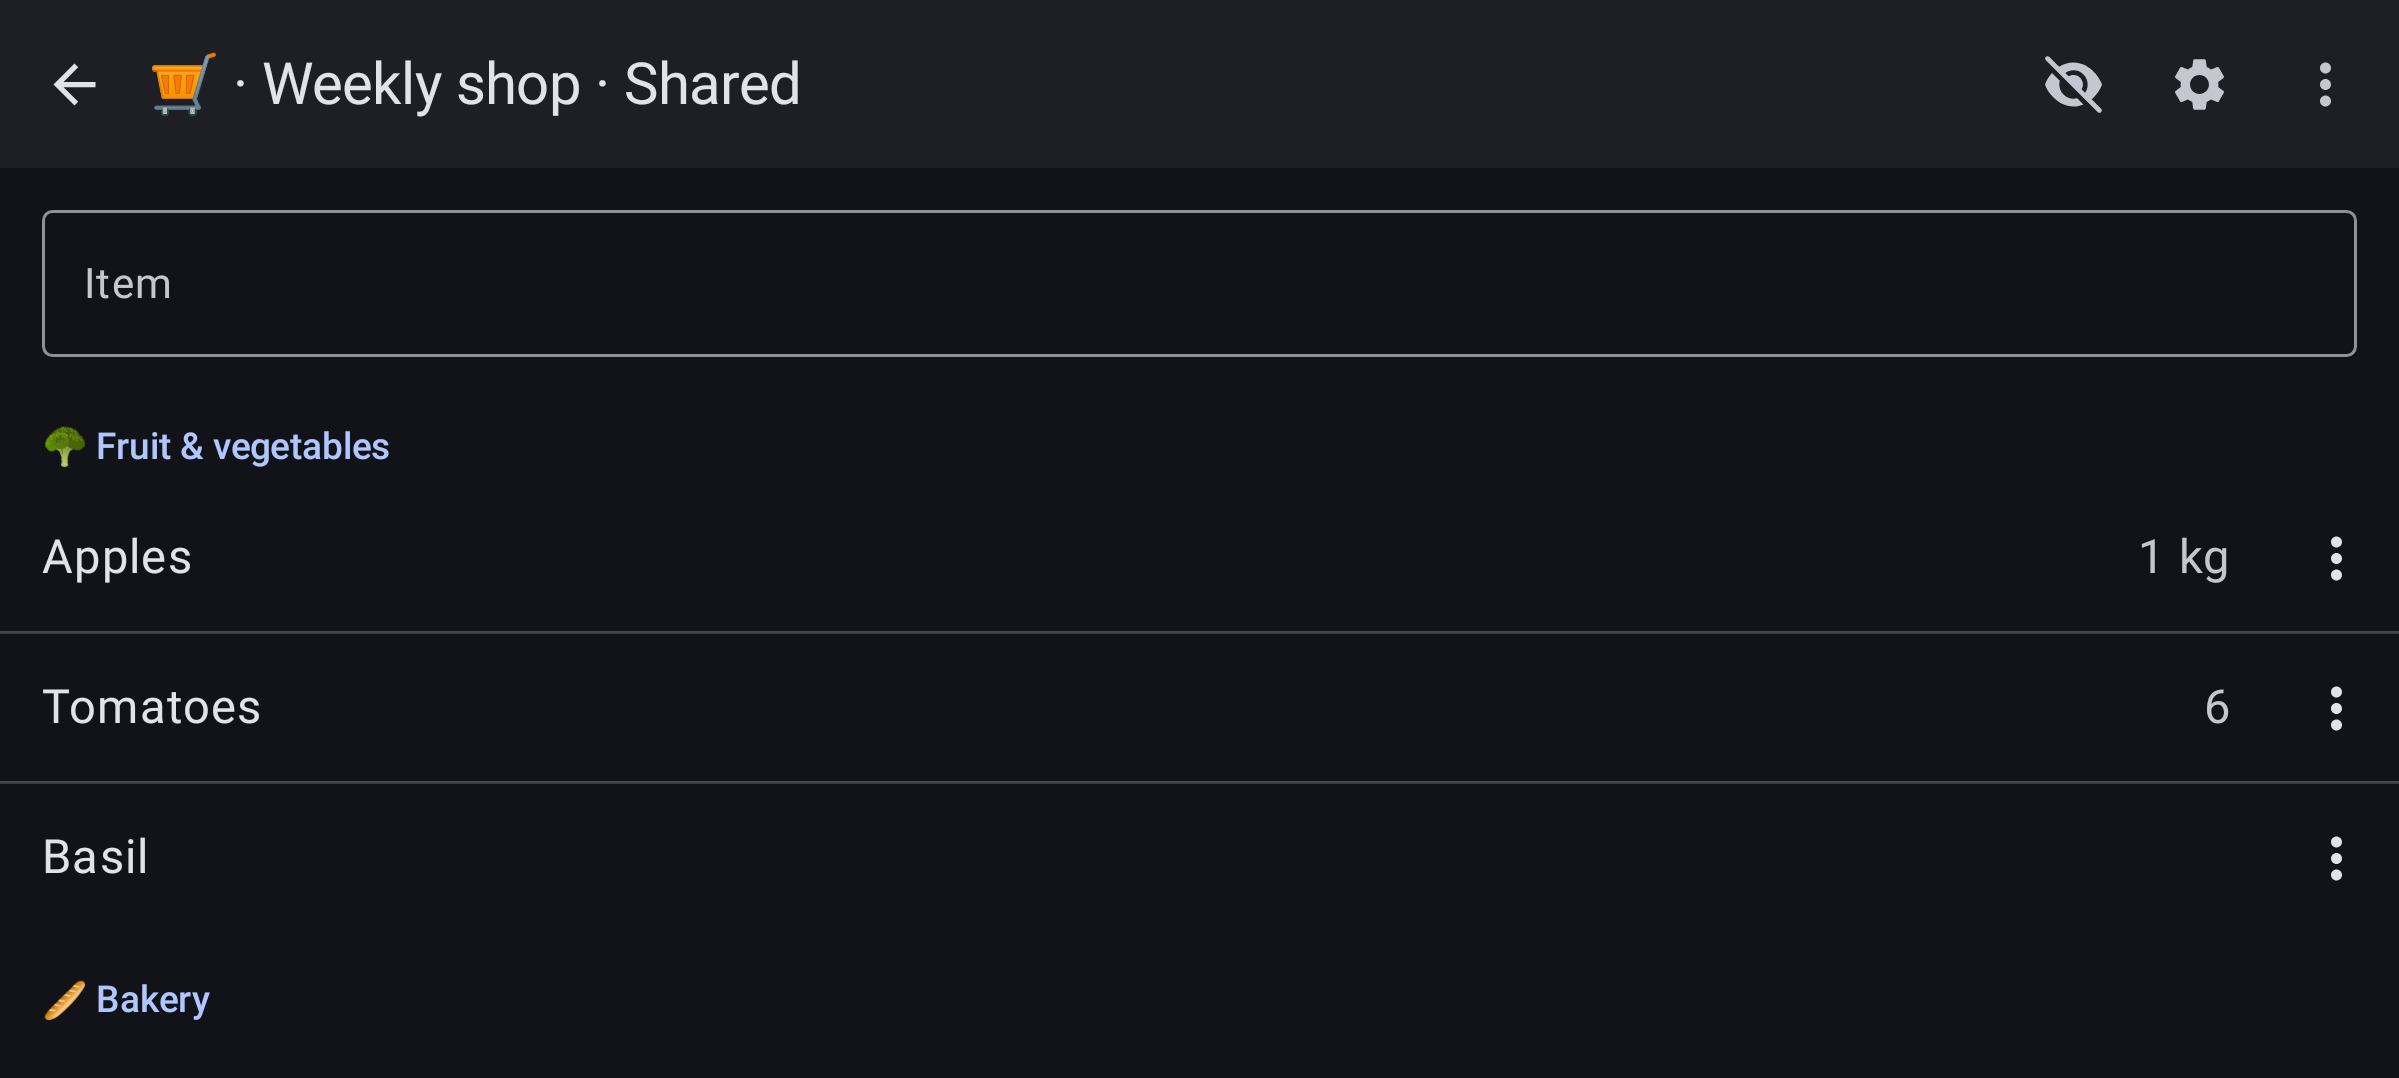 🛒 · Weekly shop · Shared
Item
🥦 Fruit & vegetables
Apples 1 kg
Tomatoes 6
Basil
🥖 Bakery